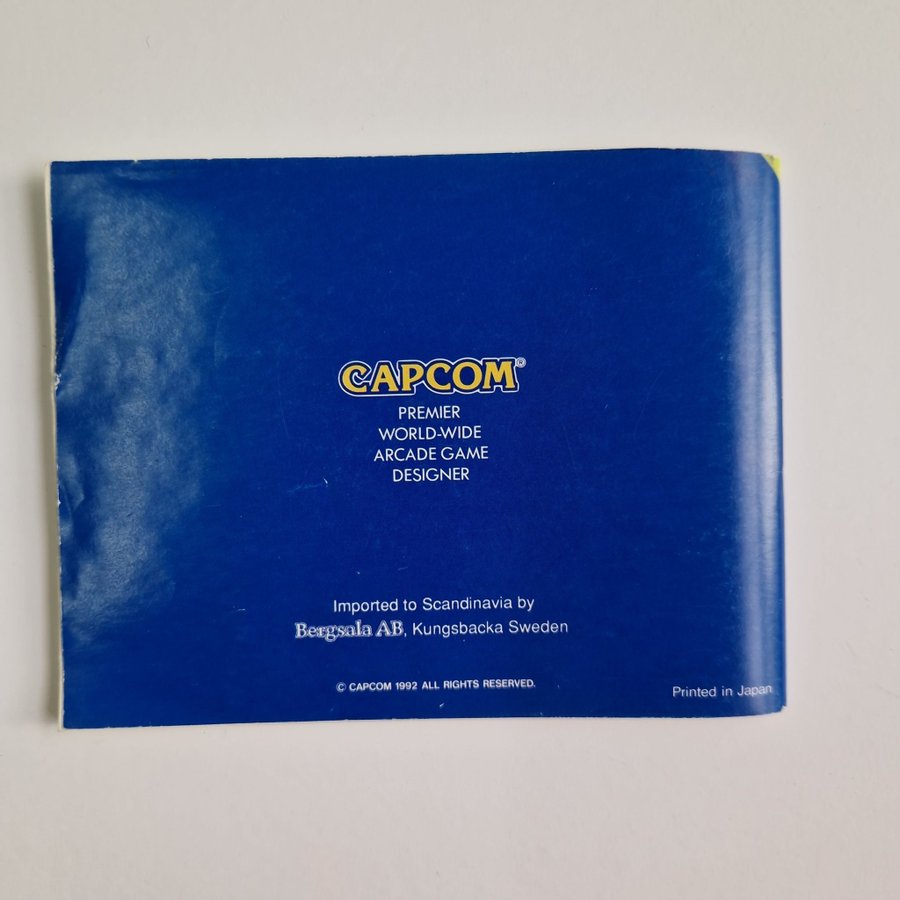 CAPCOM®
PREMIER
WORLD-WIDE
ARCADE GAME
DESIGNER
Imported to Scandinavia by
Bergsala AB, Kungsbacka Sweden
© CAPCOM 1992 ALL RIGHTS RESERVED.
Printed in Japan